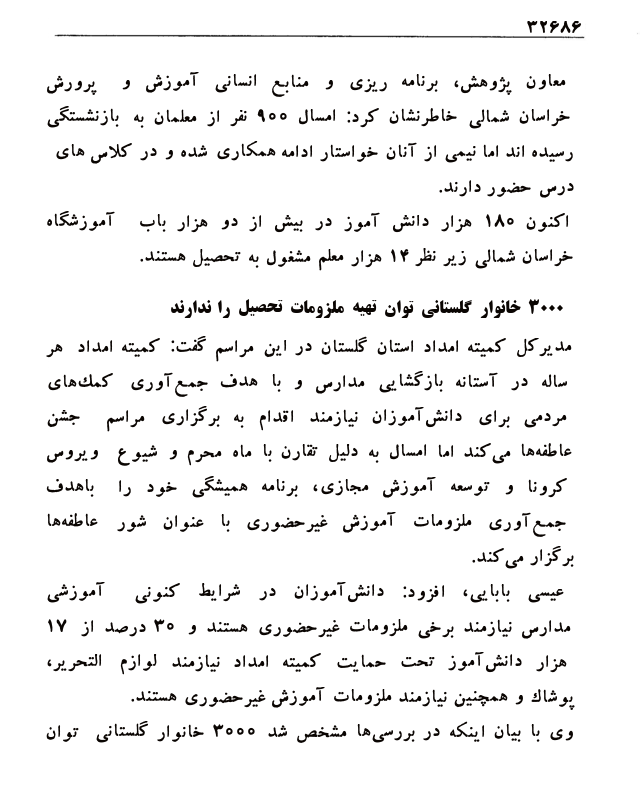 ۳۲۶۸۶
معاون پژوهش، برنامه ریزی و منابع انسانی آموزش و پرورش
خراسان شمالی خاطرنشان کرد: امسال ۹۰۰ نفر از معلمان به بازنشستگی
رسیده اند اما نیمی از آنان خواستار ادامه همکاری شده و در کلاس های
درس حضور دارند.
اکنون ۱۸۰ هزار دانش آموز در بیش از دو هزار باب آموزشگاه
خراسان شمالی زیر نظر ۱۴ هزار معلم مشغول به تحصیل هستند.
۳۰۰۰ خانوار گلستانی توان تهیه ملزومات تحصیل را ندارند
مدیرکل کمیته امداد استان گلستان در این مراسم گفت: کمیته امداد هر
ساله در آستانه بازگشایی مدارس و با هدف جمع‌آوری کمك‌های
مردمی برای دانش‌آموزان نیازمند اقدام به برگزاری مراسم جشن
عاطفه‌ها می‌کند اما امسال به دلیل تقارن با ماه محرم و شیوع ویروس
کرونا و توسعه آموزش مجازی، برنامه همیشگی خود را باهدف
جمع‌آوری ملزومات آموزش غیرحضوری با عنوان شور عاطفه‌ها
برگزار می‌کند.
عیسی بابایی، افزود: دانش‌آموزان در شرایط کنونی آموزشی
مدارس نیازمند برخی ملزومات غیرحضوری هستند و ۳۰ درصد از ۱۷
هزار دانش‌آموز تحت حمایت کمیته امداد نیازمند لوازم التحریر،
پوشاك و همچنین نیازمند ملزومات آموزش غیرحضوری هستند.
وی با بیان اینکه در بررسی‌ها مشخص شد ۳۰۰۰ خانوار گلستانی توان